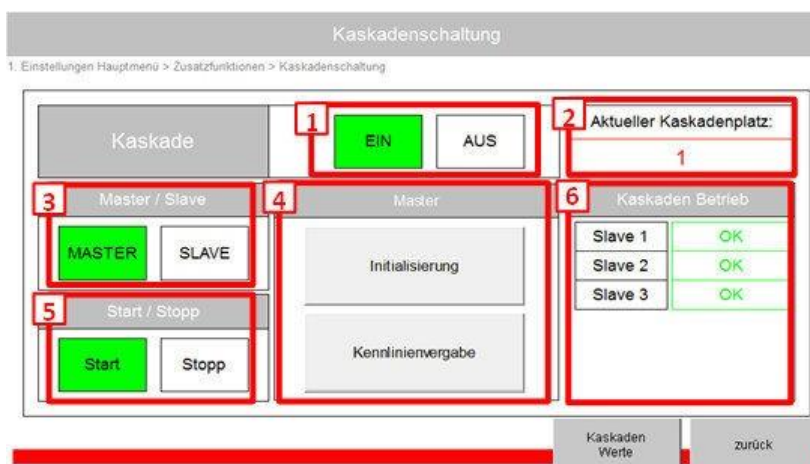 Kaskadenschaltung
1. Einstellungen Hauptmenü > Zusatzfunktionen > Kaskadenschaltung
Kaskade
1
EIN
AUS
2
Aktueller Kaskadenplatz:
1
3
Master / Slave
MASTER
SLAVE
4
Master
Initialisierung
Kennlinienvergabe
5
Start / Stopp
Start
Stopp
6
Kaskaden Betrieb
Slave 1 OK
Slave 2 OK
Slave 3 OK
Kaskaden
Werte
zurück